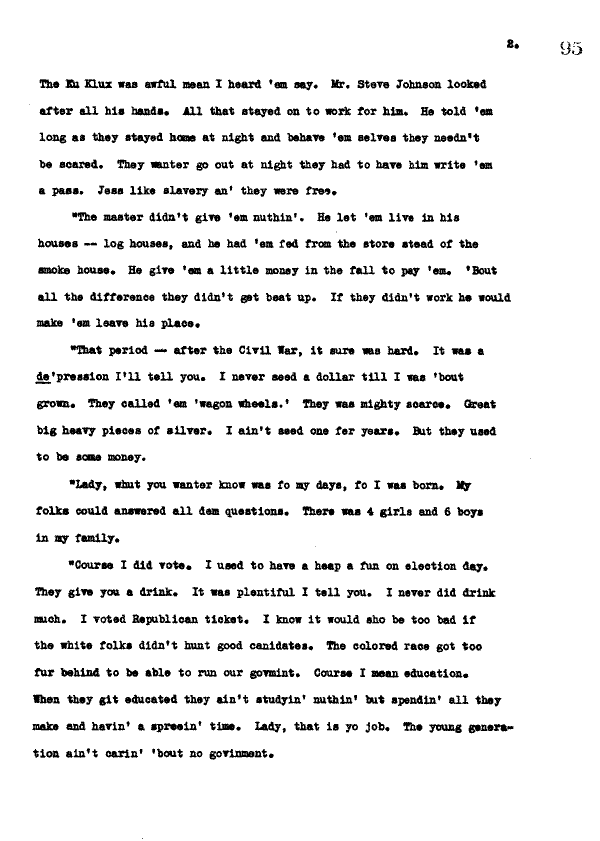 2. 95
The Ku Klux was awful mean I heard 'em say. Mr. Steve Johnson looked
after all his hands. All that stayed on to work for him. He told 'em
long as they stayed home at night and behave 'em selves they needn't
be scared. They wanter go out at night they had to have him write 'em
a pass. Jess like slavery an' they were free.
"The master didn't give 'em nuthin'. He let 'em live in his
houses -- log houses, and he had 'em fed from the store stead of the
smoke house. He give 'em a little money in the fall to pay 'em. 'Bout
all the difference they didn't get beat up. If they didn't work he would
make 'em leave his place.
"That period -- after the Civil War, it sure was hard. It was a
de'pression I'll tell you. I never seed a dollar till I was 'bout
grown. They called 'em 'wagon wheels.' They was mighty scarce. Great
big heavy pieces of silver. I ain't seed one fer years. But they used
to be some money.
"Lady, whut you wanter know was fo my days, fo I was born. My
folks could answered all dem questions. There was 4 girls and 6 boys
in my family.
"Course I did vote. I used to have a heap a fun on election day.
They give you a drink. It was plentiful I tell you. I never did drink
much. I voted Republican ticket. I know it would sho be too bad if
the white folks didn't hunt good canidates. The colored race got too
fur behind to be able to run our govmint. Course I mean education.
When they git educated they ain't studyin' nuthin' but spendin' all they
make and havin' a spreein' time. Lady, that is yo job. The young genera-
tion ain't carin' 'bout no govinment.